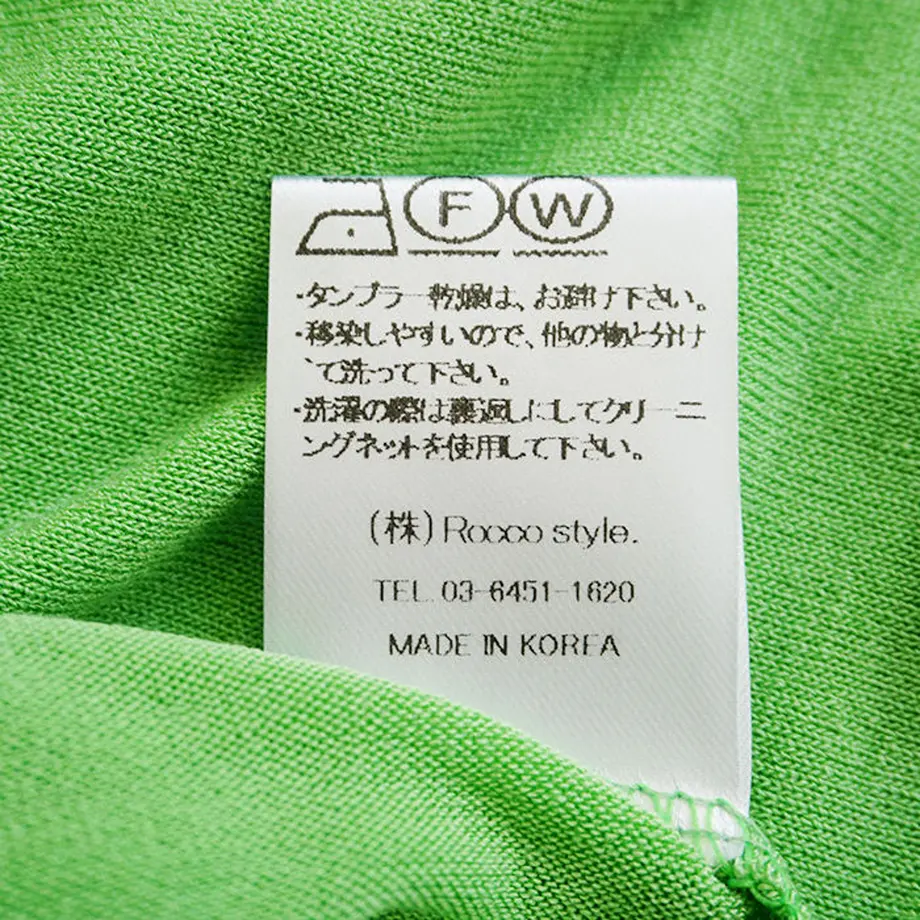 F W
・タンブラー乾燥は、お避け下さい。
・移染しやすいので、他の物と分け
て洗って下さい。
・洗濯の際は裏返しにしてクリーニ
ングネットを使用して下さい。
(株) Rocco style.
TEL. 03-6451-1620
MADE IN KOREA